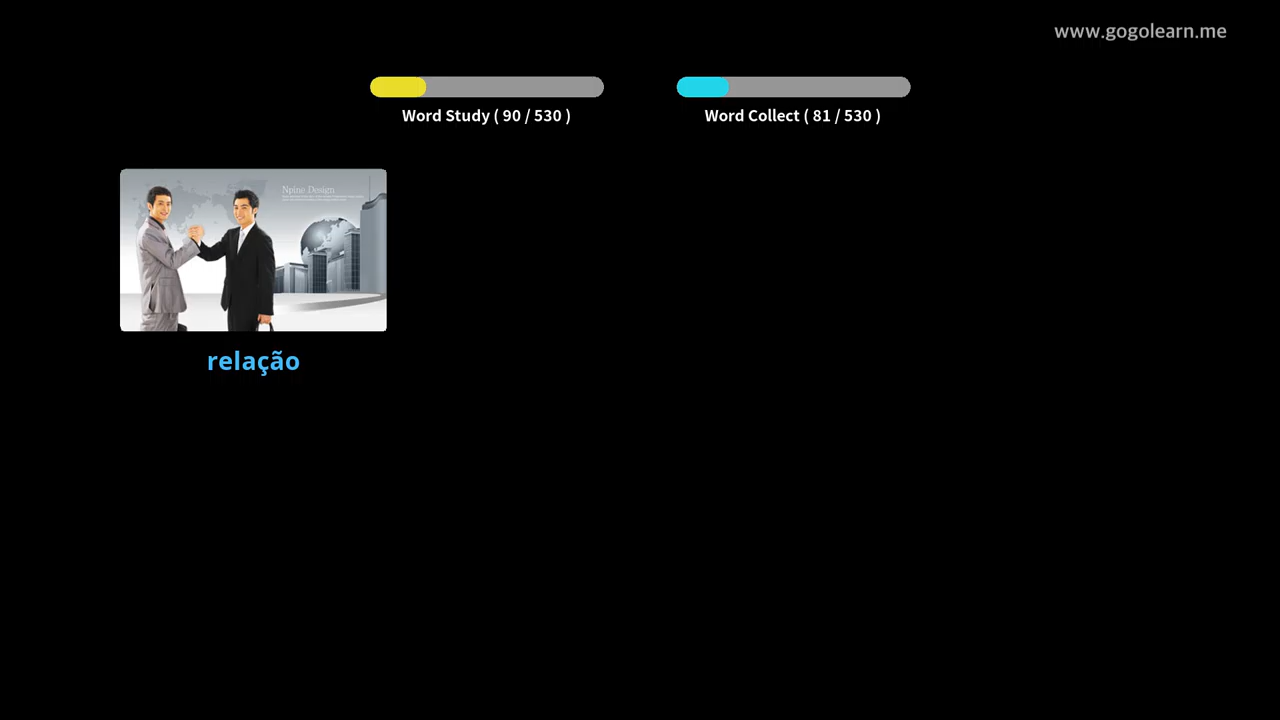 www.gogolearn.me
Word Study ( 90 / 530 )
Word Collect ( 81 / 530 )
Npine Design
relação